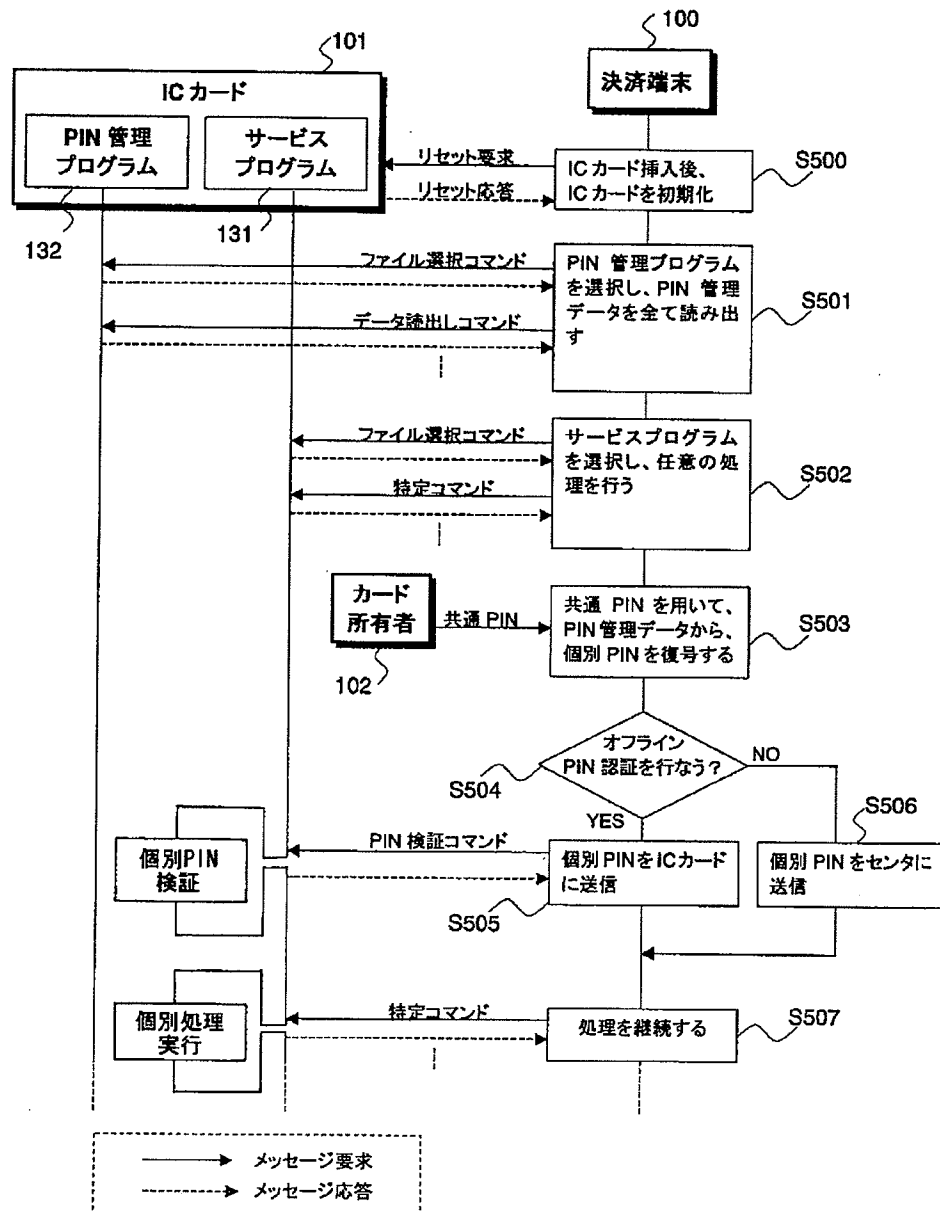 100
101
決済端末
ICカード
PIN 管理
プログラム
サービス
プログラム
132
131
リセット要求
リセット応答
ICカード挿入後、
ICカードを初期化
S500
ファイル選択コマンド
データ読出しコマンド
PIN 管理プログラム
を選択し、PIN 管理
データを全て読み出
す
S501
ファイル選択コマンド
特定コマンド
サービスプログラム
を選択し、任意の処
理を行う
S502
カード
所有者
102
共通 PIN
共通 PIN を用いて、
PIN管理データから、
個別 PIN を復号する
S503
オフライン
PIN 認証を行なう？
S504
NO
YES
S506
個別PIN
検証
PIN 検証コマンド
個別 PINをICカード
に送信
S505
個別 PINをセンタに
送信
個別処理
実行
特定コマンド
処理を継続する
S507
メッセージ要求
メッセージ応答